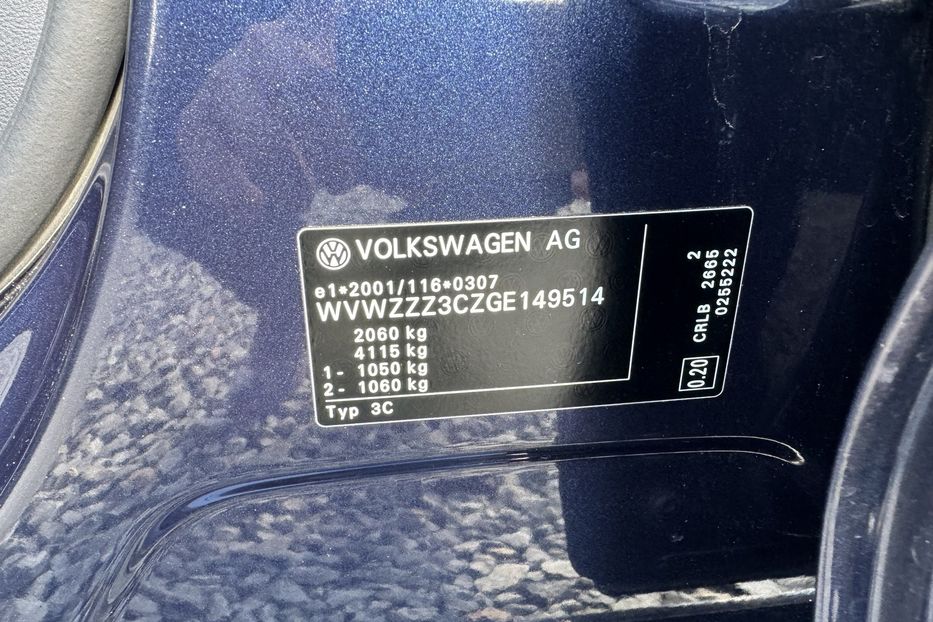 VOLKSWAGEN AG
e1*2001/116*0307
WVWZZZ3CZGE149514
2060 kg
4115 kg
1- 1050 kg
2- 1060 kg
Typ 3C
2
CRLB 2665
0255222
0.20